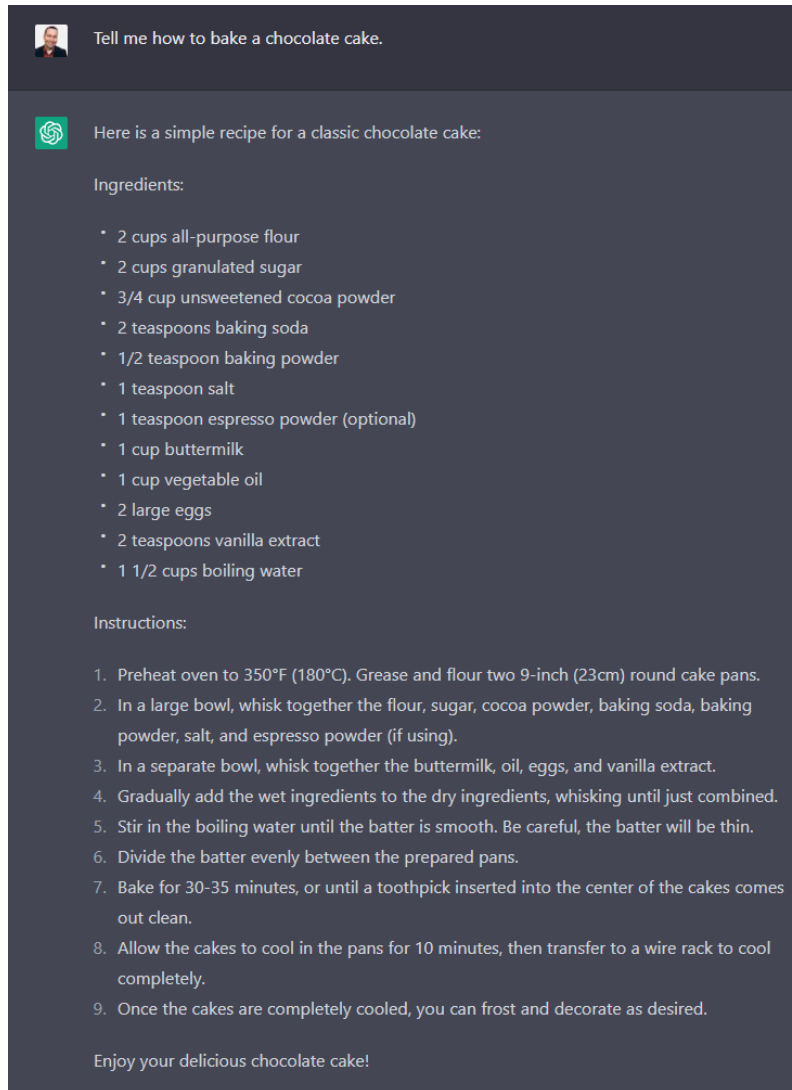 Tell me how to bake a chocolate cake.
Here is a simple recipe for a classic chocolate cake:
Ingredients:
• 2 cups all-purpose flour
• 2 cups granulated sugar
• 3/4 cup unsweetened cocoa powder
• 2 teaspoons baking soda
• 1/2 teaspoon baking powder
• 1 teaspoon salt
• 1 teaspoon espresso powder (optional)
• 1 cup buttermilk
• 1 cup vegetable oil
• 2 large eggs
• 2 teaspoons vanilla extract
• 1 1/2 cups boiling water
Instructions:
1. Preheat oven to 350°F (180°C). Grease and flour two 9-inch (23cm) round cake pans.
2. In a large bowl, whisk together the flour, sugar, cocoa powder, baking soda, baking
powder, salt, and espresso powder (if using).
3. In a separate bowl, whisk together the buttermilk, oil, eggs, and vanilla extract.
4. Gradually add the wet ingredients to the dry ingredients, whisking until just combined.
5. Stir in the boiling water until the batter is smooth. Be careful, the batter will be thin.
6. Divide the batter evenly between the prepared pans.
7. Bake for 30-35 minutes, or until a toothpick inserted into the center of the cakes comes
out clean.
8. Allow the cakes to cool in the pans for 10 minutes, then transfer to a wire rack to cool
completely.
9. Once the cakes are completely cooled, you can frost and decorate as desired.
Enjoy your delicious chocolate cake!